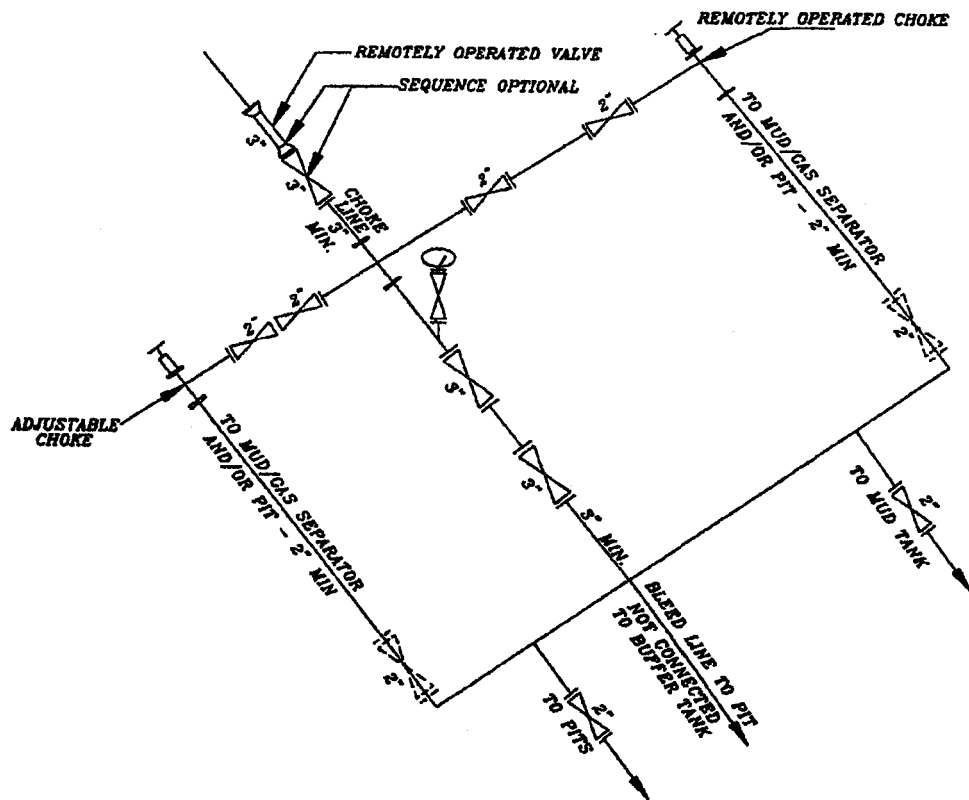 REMOTELY OPERATED CHOKE
REMOTELY OPERATED VALVE
SEQUENCE OPTIONAL
3"
3"
CHOKE
LINE
3"
MIN.
2"
2"
TO MUD/GAS SEPARATOR
AND/OR PIT - 2" MIN
2"
2"
2"
ADJUSTABLE
CHOKE
TO MUD/GAS SEPARATOR
AND/OR PIT - 2" MIN
2"
3"
3"
3" MIN.
BLEED LINE TO PIT
NOT CONNECTED
TO BUFFER TANK
2"
TO MUD TANK
2"
TO PITS